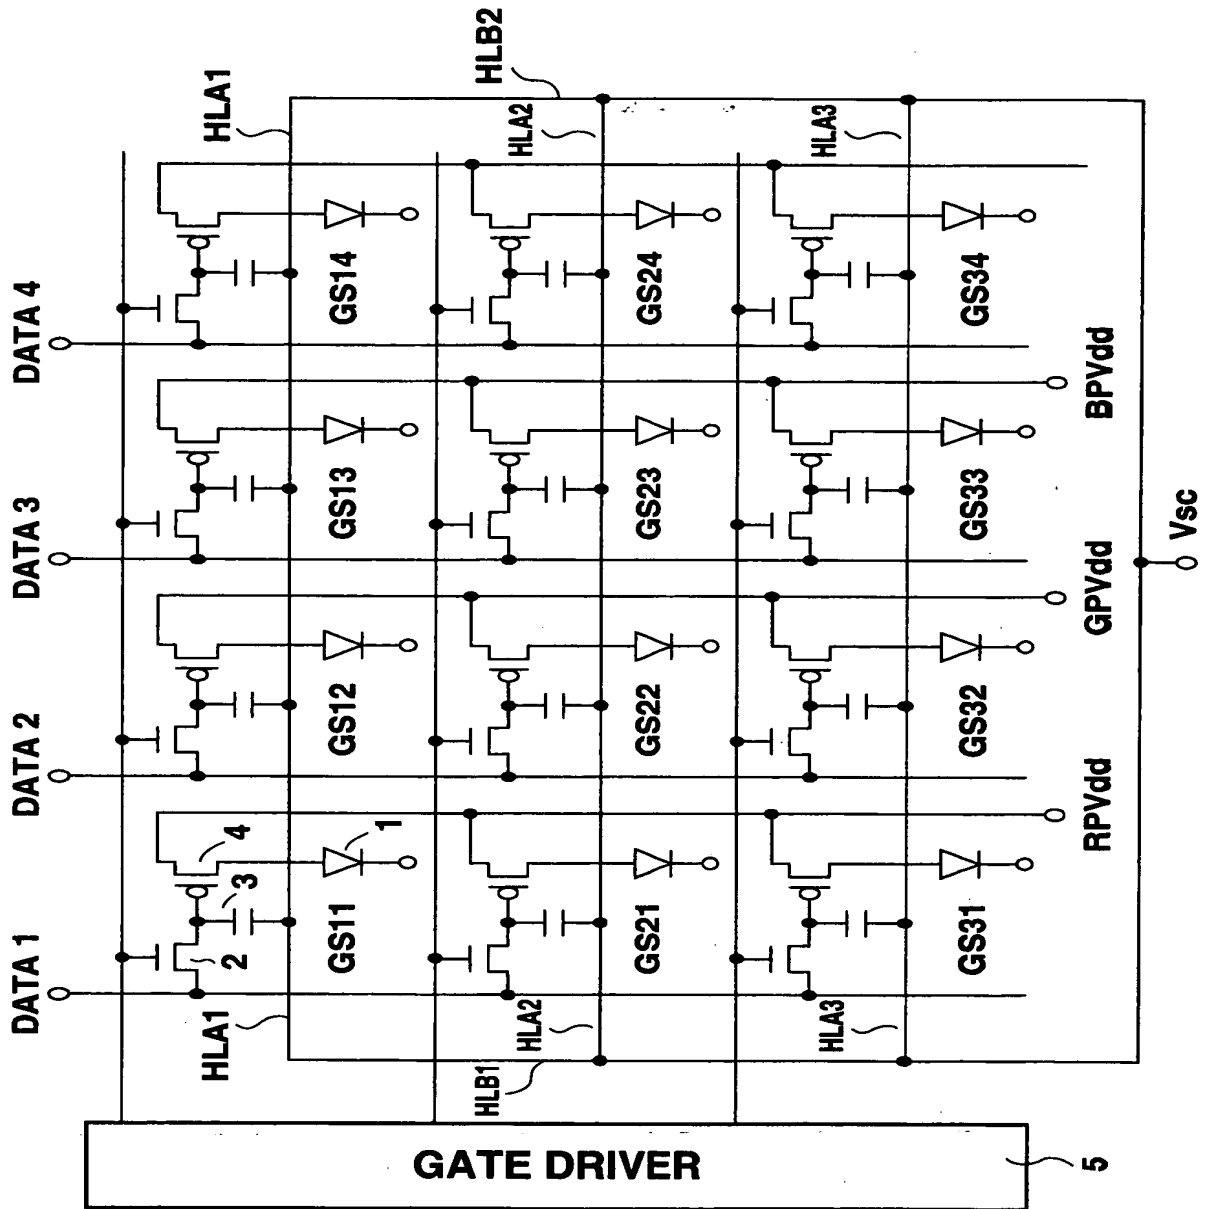 DATA 1
DATA 2
DATA 3
DATA 4
HLA1
HLA1
HLB2
4
3
2
1
GS11
GS12
GS13
GS14
HLA2
HLA2
GS21
GS22
GS23
GS24
HLB1
HLA3
HLA3
GS31
GS32
GS33
GS34
RPVdd
GPVdd
BPVdd
Vsc
GATE DRIVER
5